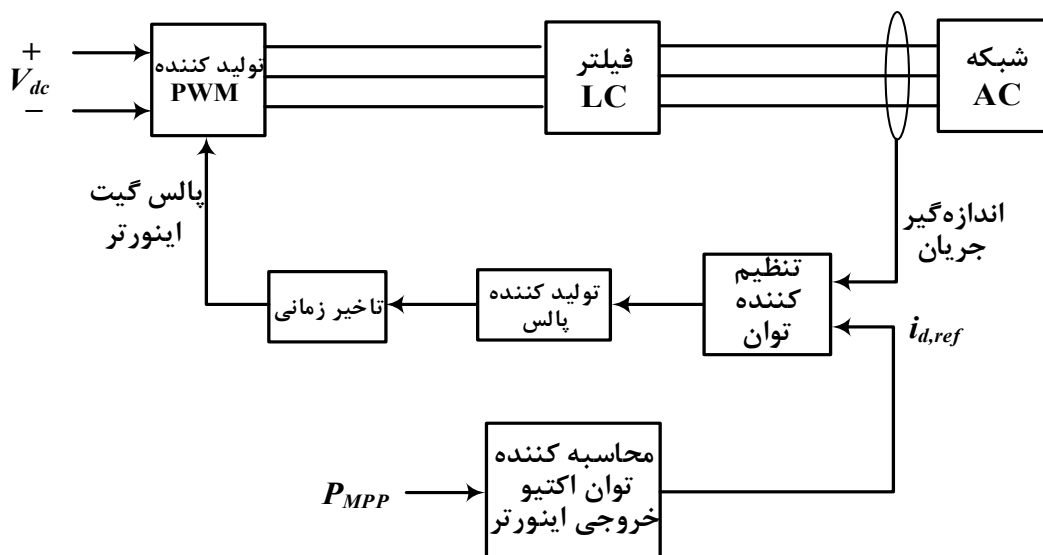 +
V_dc
−
تولید کننده
PWM
فیلتر
LC
شبکه
AC
پالس گیت
اینورتر
اندازه‌گیر
جریان
تاخیر زمانی
تولید کننده
پالس
تنظیم
کننده
توان
i_d,ref
P_MPP
محاسبه کننده
توان اکتیو
خروجی اینورتر